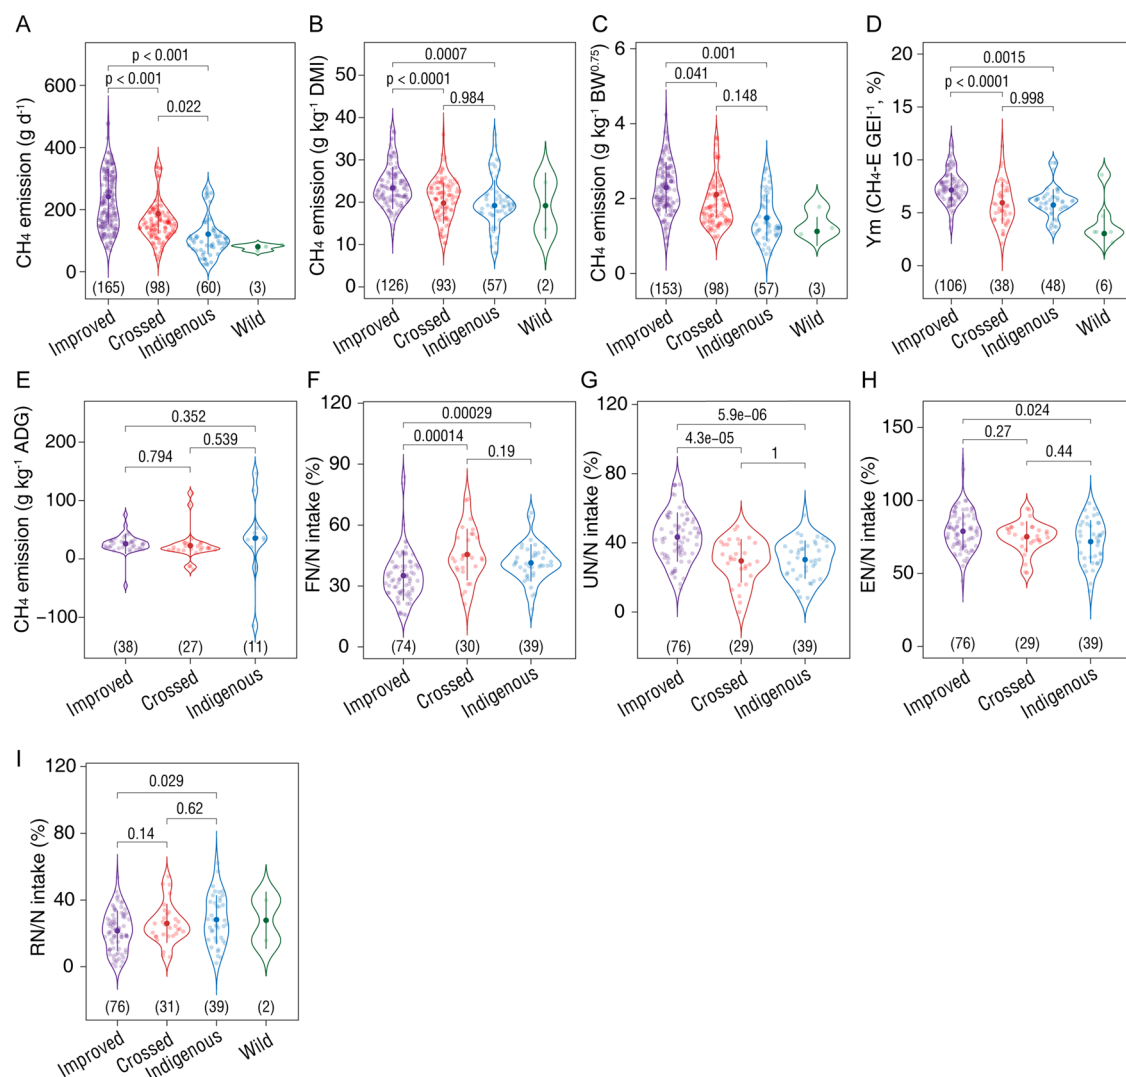 A
CH₄ emission (g d⁻¹)
600
400
200
0
p < 0.001
p < 0.001
0.022
(165) (98) (60) (3)
Improved Crossed Indigenous Wild
B
CH₄ emission (g kg⁻¹ DMI)
50
40
30
20
10
0
0.0007
p < 0.0001
0.984
(126) (93) (57) (2)
Improved Crossed Indigenous Wild
C
CH₄ emission (g kg⁻¹ BW⁰·⁷⁵)
6
4
2
0
0.001
0.041
0.148
(153) (98) (57) (3)
Improved Crossed Indigenous Wild
D
Ym (CH₄-E GEI⁻¹, %)
20
15
10
5
0
0.0015
p < 0.0001
0.998
(106) (38) (48) (6)
Improved Crossed Indigenous Wild
E
CH₄ emission (g kg⁻¹ ADG)
200
100
0
−100
0.352
0.539
0.794
(38) (27) (11)
Improved Crossed Indigenous
F
FN/N intake (%)
120
90
60
30
0
0.00029
0.00014
0.19
(74) (30) (39)
Improved Crossed Indigenous
G
UN/N intake (%)
120
80
40
0
5.9e−06
4.3e−05
1
(76) (29) (39)
Improved Crossed Indigenous
H
EN/N intake (%)
150
100
50
0
0.024
0.27
0.44
(76) (29) (39)
Improved Crossed Indigenous
I
RN/N intake (%)
120
80
40
0
0.029
0.62
0.14
(76) (31) (39) (2)
Improved Crossed Indigenous Wild